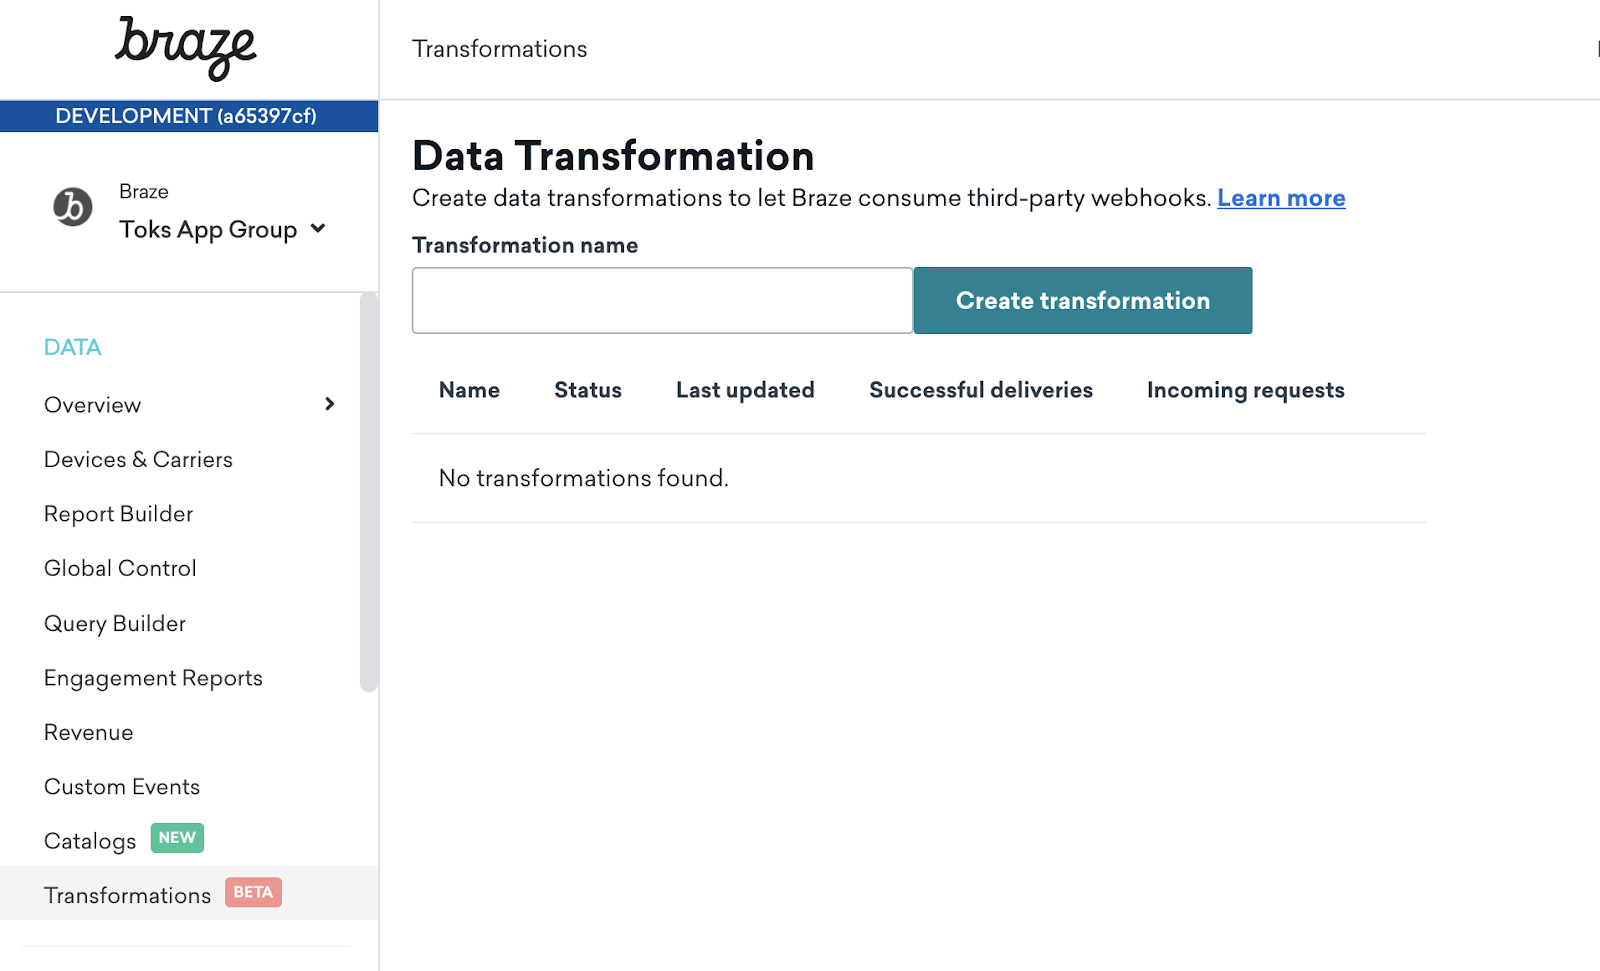 braze
DEVELOPMENT (a65397cf)
Braze
Toks App Group
DATA
Overview
Devices & Carriers
Report Builder
Global Control
Query Builder
Engagement Reports
Revenue
Custom Events
Catalogs NEW
Transformations BETA
Transformations
Data Transformation
Create data transformations to let Braze consume third-party webhooks. Learn more
Transformation name
Create transformation
Name Status Last updated Successful deliveries Incoming requests
No transformations found.